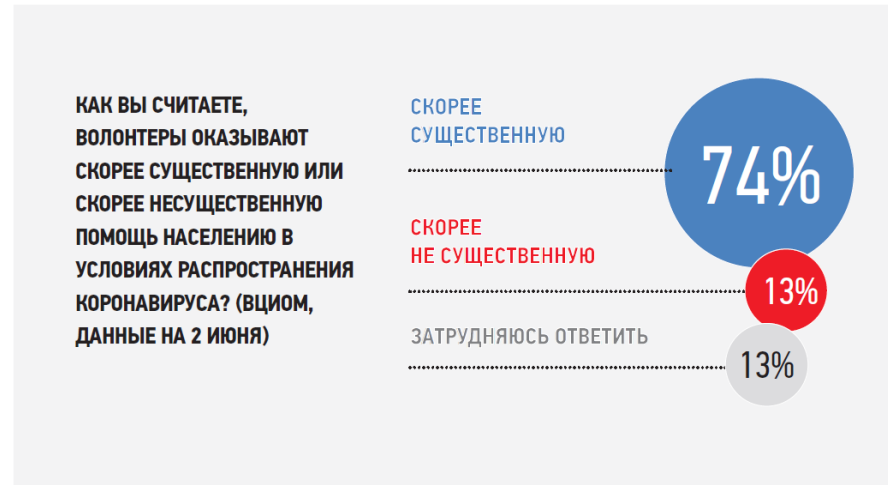 КАК ВЫ СЧИТАЕТЕ,
ВОЛОНТЕРЫ ОКАЗЫВАЮТ
СКОРЕЕ СУЩЕСТВЕННУЮ ИЛИ
СКОРЕЕ НЕСУЩЕСТВЕННУЮ
ПОМОЩЬ НАСЕЛЕНИЮ В
УСЛОВИЯХ РАСПРОСТРАНЕНИЯ
КОРОНАВИРУСА? (ВЦИОМ,
ДАННЫЕ НА 2 ИЮНЯ)
СКОРЕЕ
СУЩЕСТВЕННУЮ
74%
СКОРЕЕ
НЕ СУЩЕСТВЕННУЮ
13%
ЗАТРУДНЯЮСЬ ОТВЕТИТЬ
13%